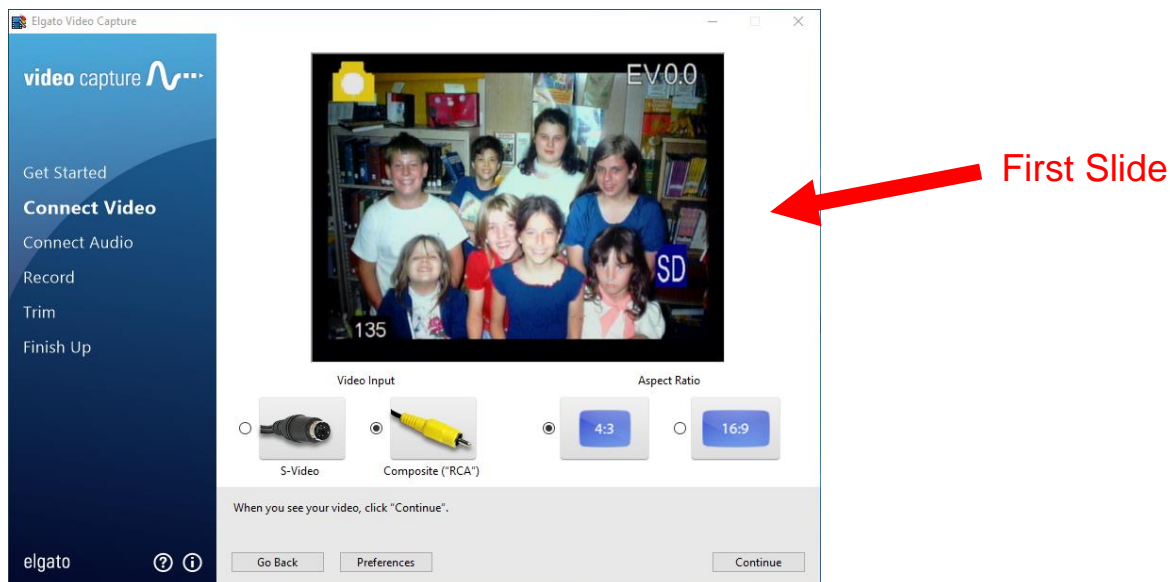 Elgato Video Capture
video capture
EV0.0
First Slide
Get Started
Connect Video
Connect Audio
SD
Record
Trim
135
Finish Up
Video Input
Aspect Ratio
4:3
16:9
S-Video
Composite ("RCA")
When you see your video, click "Continue".
elgato
Go Back
Preferences
Continue